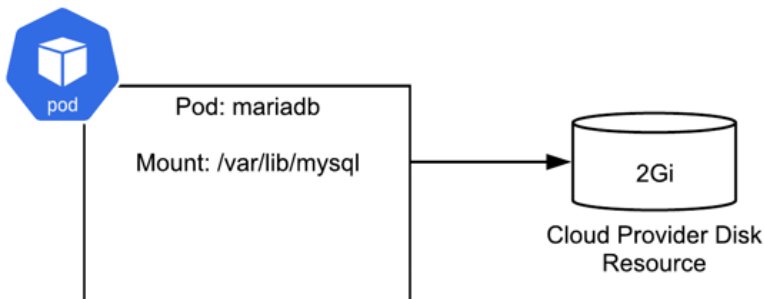 pod
Pod: mariadb
Mount: /var/lib/mysql
2Gi
Cloud Provider Disk
Resource